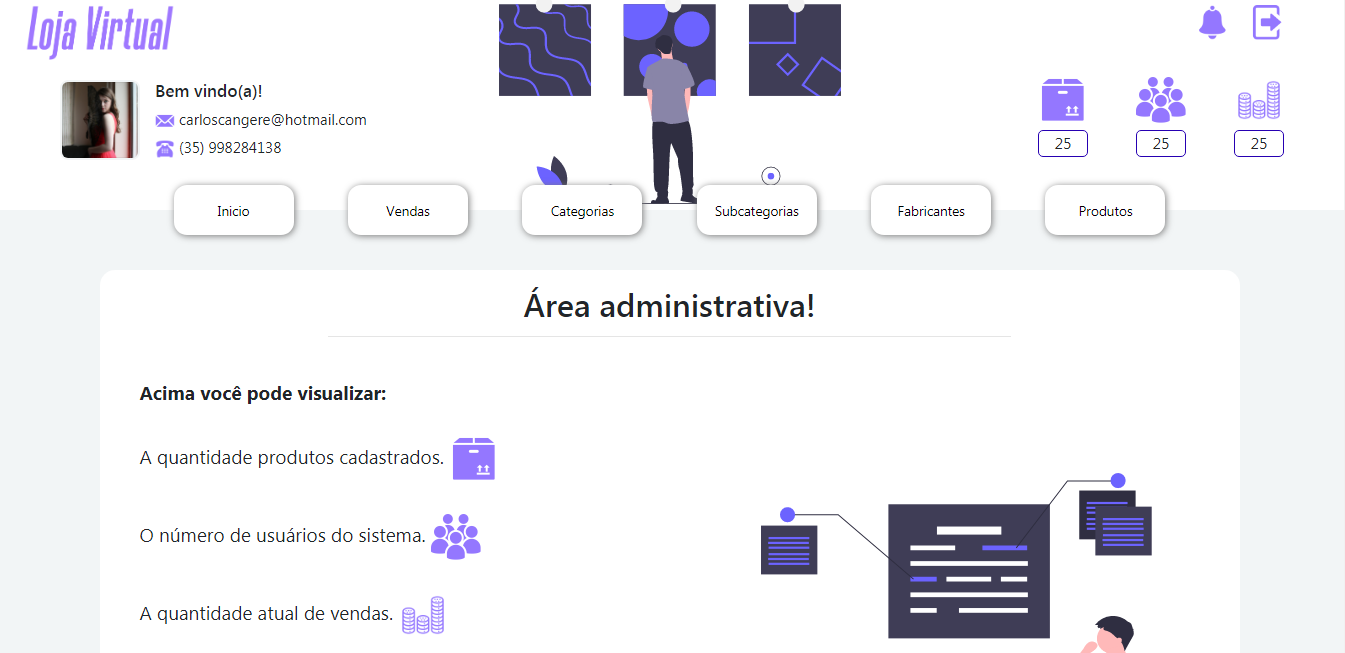 Loja Virtual
Bem vindo(a)!
carloscangere@hotmail.com
(35) 998284138
25
25
25
Inicio
Vendas
Categorias
Subcategorias
Fabricantes
Produtos
Área administrativa!
Acima você pode visualizar:
A quantidade produtos cadastrados.
O número de usuários do sistema.
A quantidade atual de vendas.